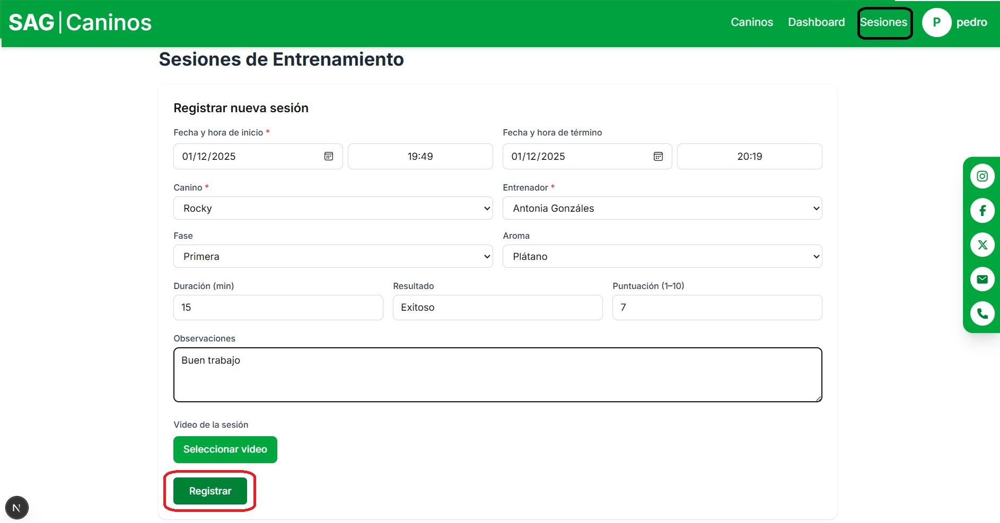 SAG|Caninos
Caninos Dashboard Sesiones P pedro
Sesiones de Entrenamiento
Registrar nueva sesión
Fecha y hora de inicio * Fecha y hora de término
01/12/2025 19:49 01/12/2025 20:19
Canino * Entrenador *
Rocky Antonia Gonzáles
Fase Aroma
Primera Plátano
Duración (min) Resultado Puntuación (1–10)
15 Exitoso 7
Observaciones
Buen trabajo
Video de la sesión
Seleccionar video
Registrar
N